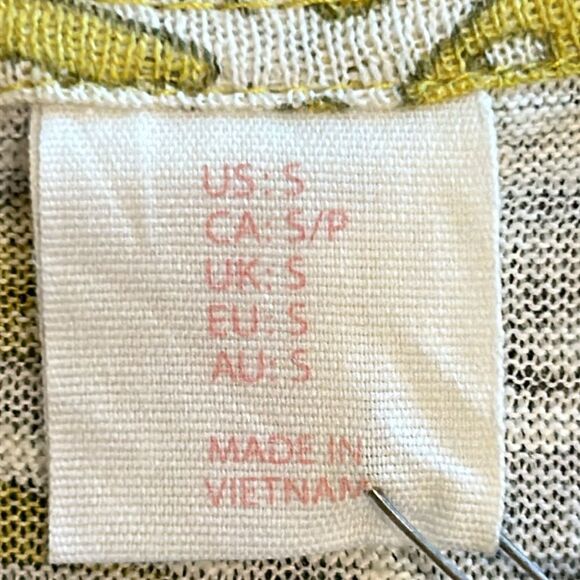 US: S
CA: S/P
UK: S
EU: S
AU: S
MADE IN
VIETNAM